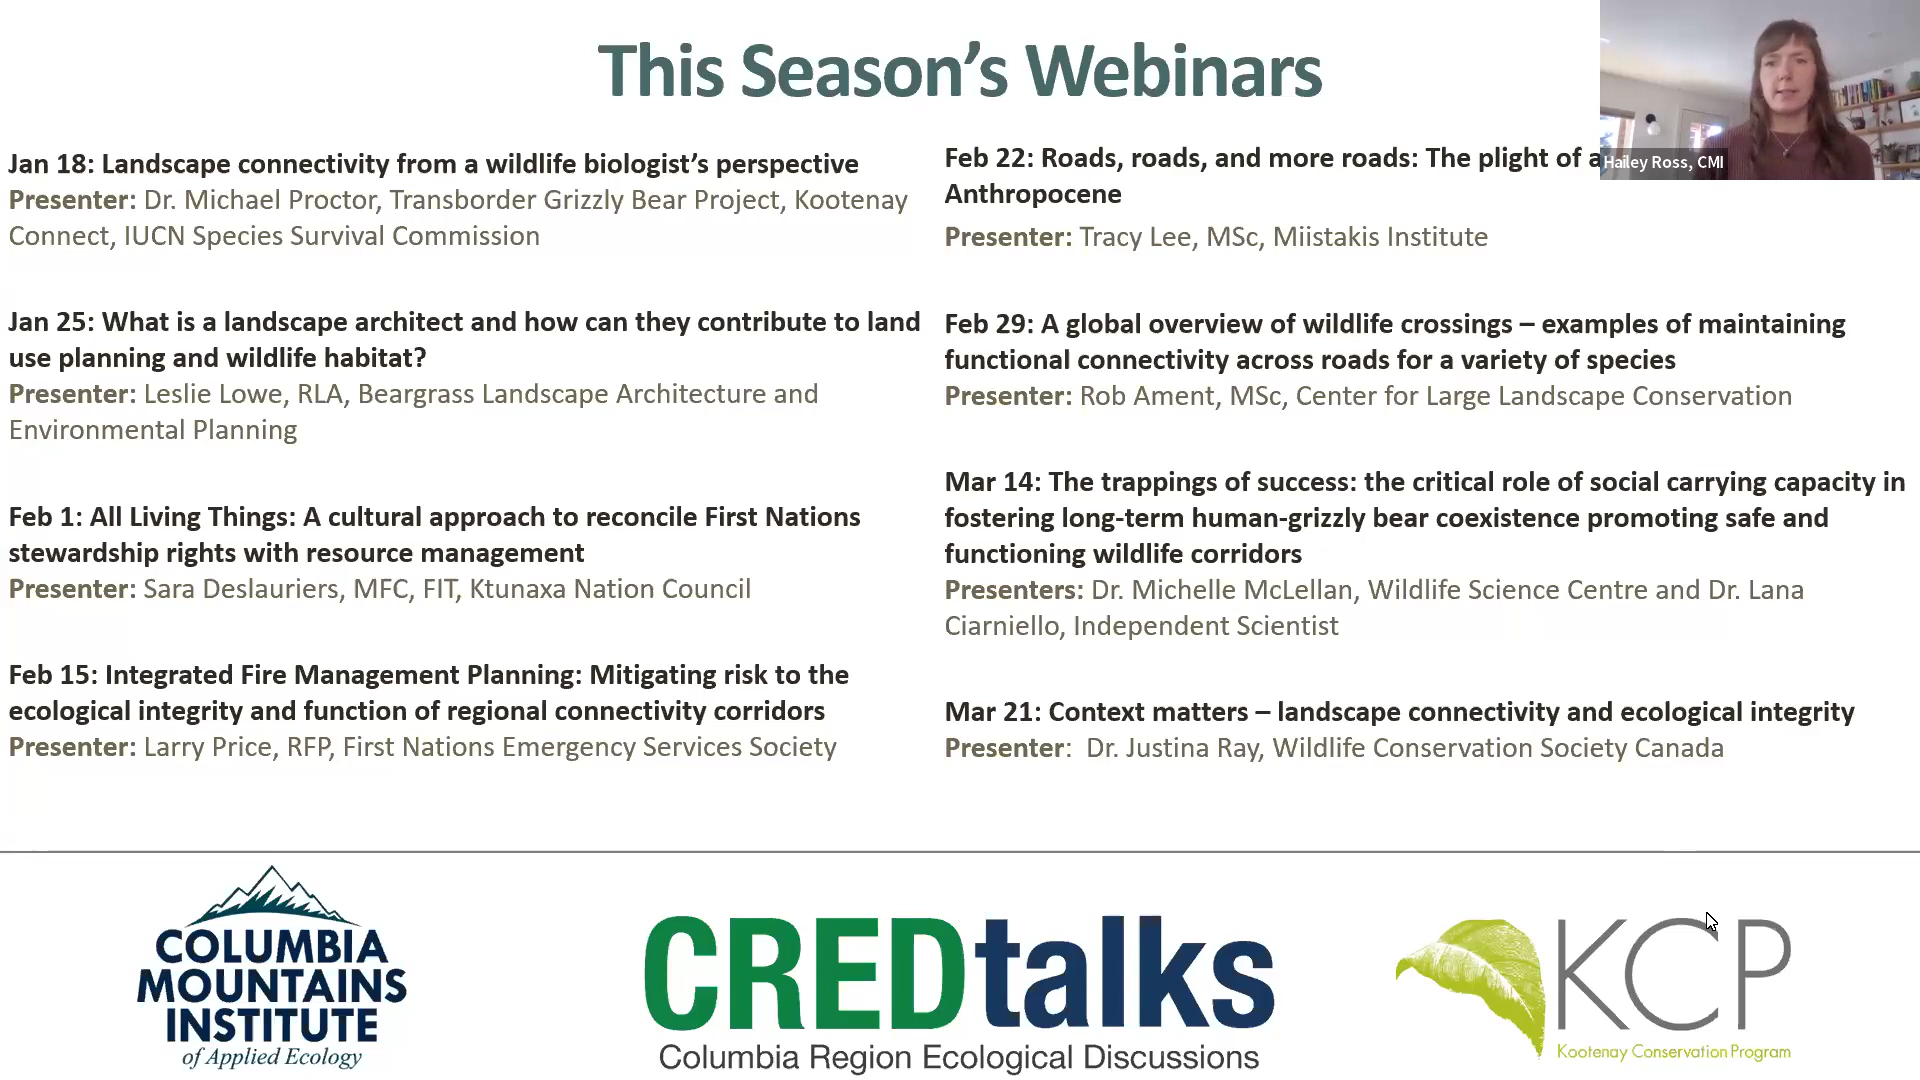 This Season's Webinars
Jan 18: Landscape connectivity from a wildlife biologist's perspective
Presenter: Dr. Michael Proctor, Transborder Grizzly Bear Project, Kootenay
Connect, IUCN Species Survival Commission
Jan 25: What is a landscape architect and how can they contribute to land
use planning and wildlife habitat?
Presenter: Leslie Lowe, RLA, Beargrass Landscape Architecture and
Environmental Planning
Feb 1: All Living Things: A cultural approach to reconcile First Nations
stewardship rights with resource management
Presenter: Sara Deslauriers, MFC, FIT, Ktunaxa Nation Council
Feb 15: Integrated Fire Management Planning: Mitigating risk to the
ecological integrity and function of regional connectivity corridors
Presenter: Larry Price, RFP, First Nations Emergency Services Society
Feb 22: Roads, roads, and more roads: The plight of
Anthropocene
Presenter: Tracy Lee, MSc, Miistakis Institute
Feb 29: A global overview of wildlife crossings – examples of maintaining
functional connectivity across roads for a variety of species
Presenter: Rob Ament, MSc, Center for Large Landscape Conservation
Mar 14: The trappings of success: the critical role of social carrying capacity in
fostering long-term human-grizzly bear coexistence promoting safe and
functioning wildlife corridors
Presenters: Dr. Michelle McLellan, Wildlife Science Centre and Dr. Lana
Ciarniello, Independent Scientist
Mar 21: Context matters – landscape connectivity and ecological integrity
Presenter: Dr. Justina Ray, Wildlife Conservation Society Canada
Hailey Ross, CMI
COLUMBIA
MOUNTAINS
INSTITUTE
of Applied Ecology
CREDtalks
Columbia Region Ecological Discussions
KCP
Kootenay Conservation Program